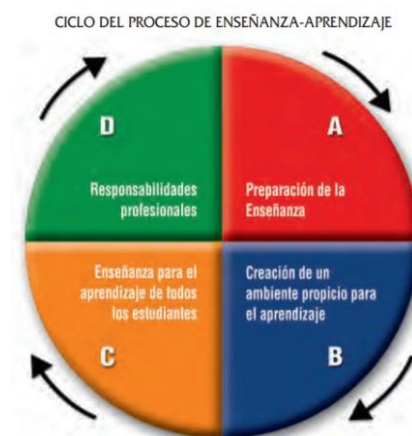 CICLO DEL PROCESO DE ENSEÑANZA-APRENDIZAJE
D
Responsabilidades
profesionales
A
Preparación de la
Enseñanza
Enseñanza para el
aprendizaje de todos
los estudiantes
C
Creación de un
ambiente propicio para
el aprendizaje
B